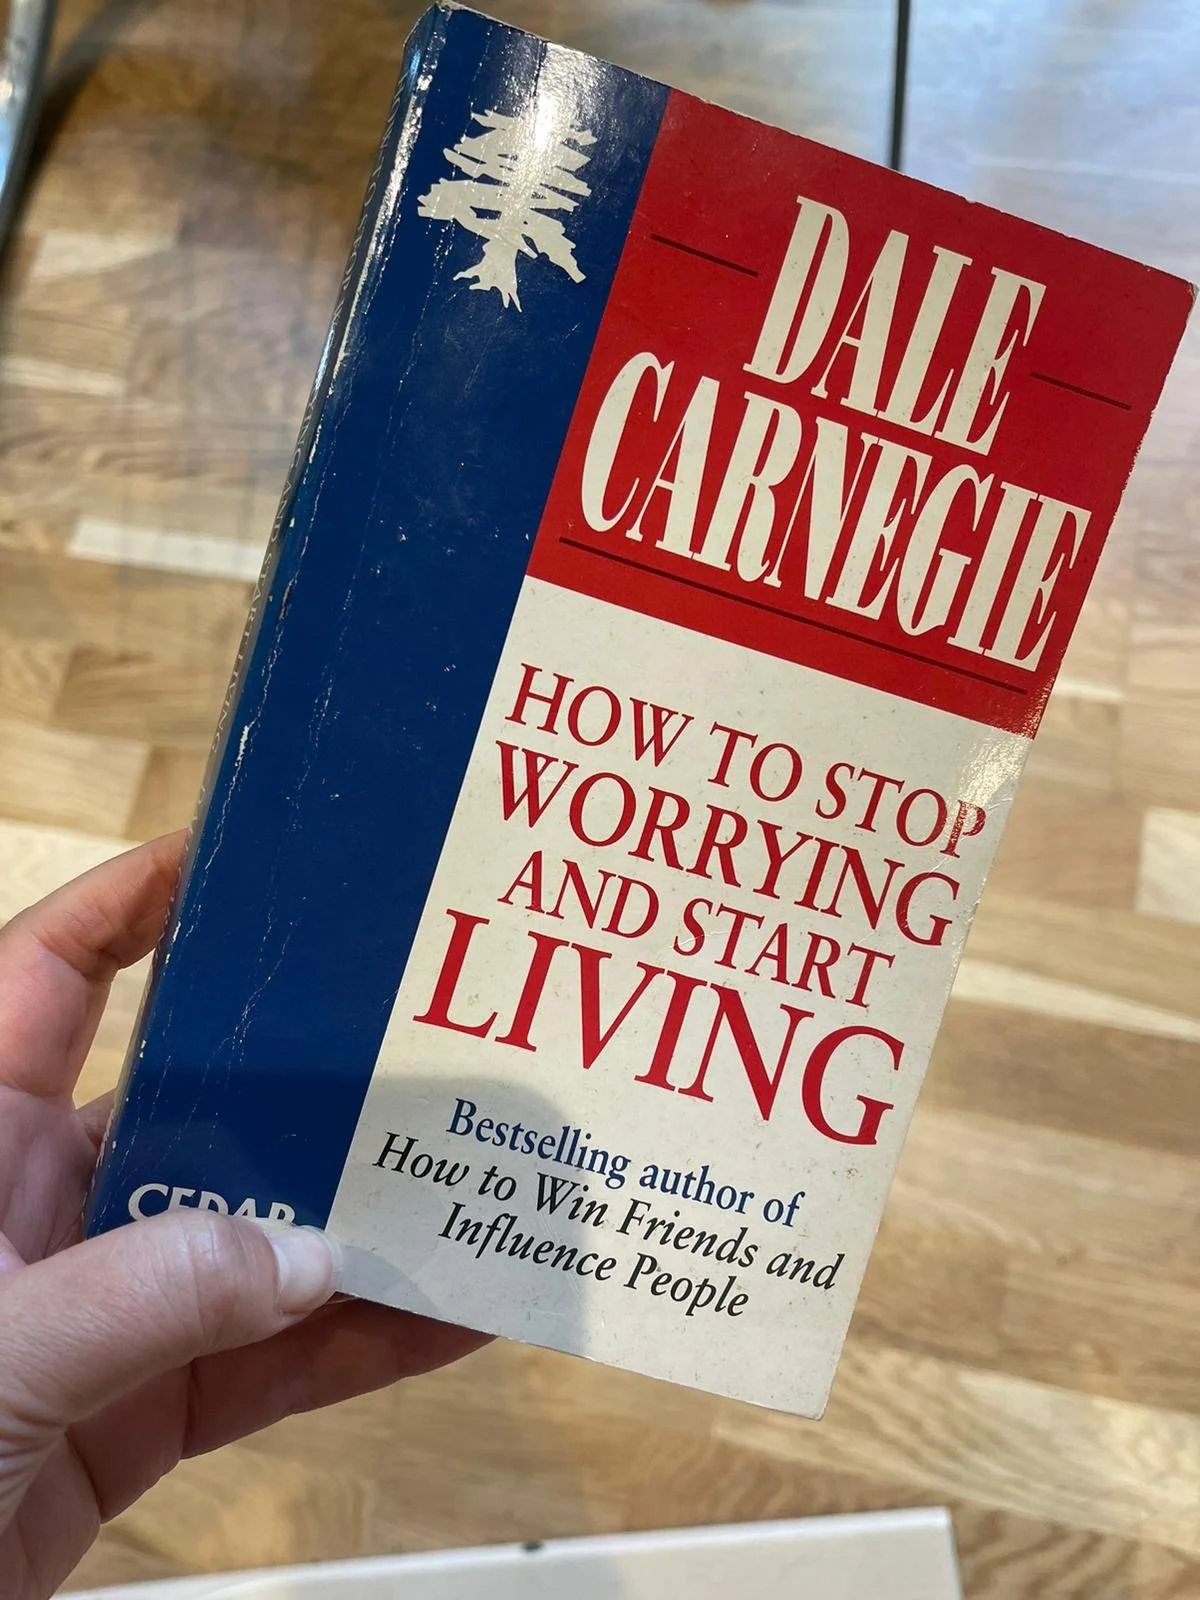 DALE
CARNEGIE
HOW TO STOP
WORRYING
AND START
LIVING
Bestselling author of
How to Win Friends and
Influence People
CEDAR